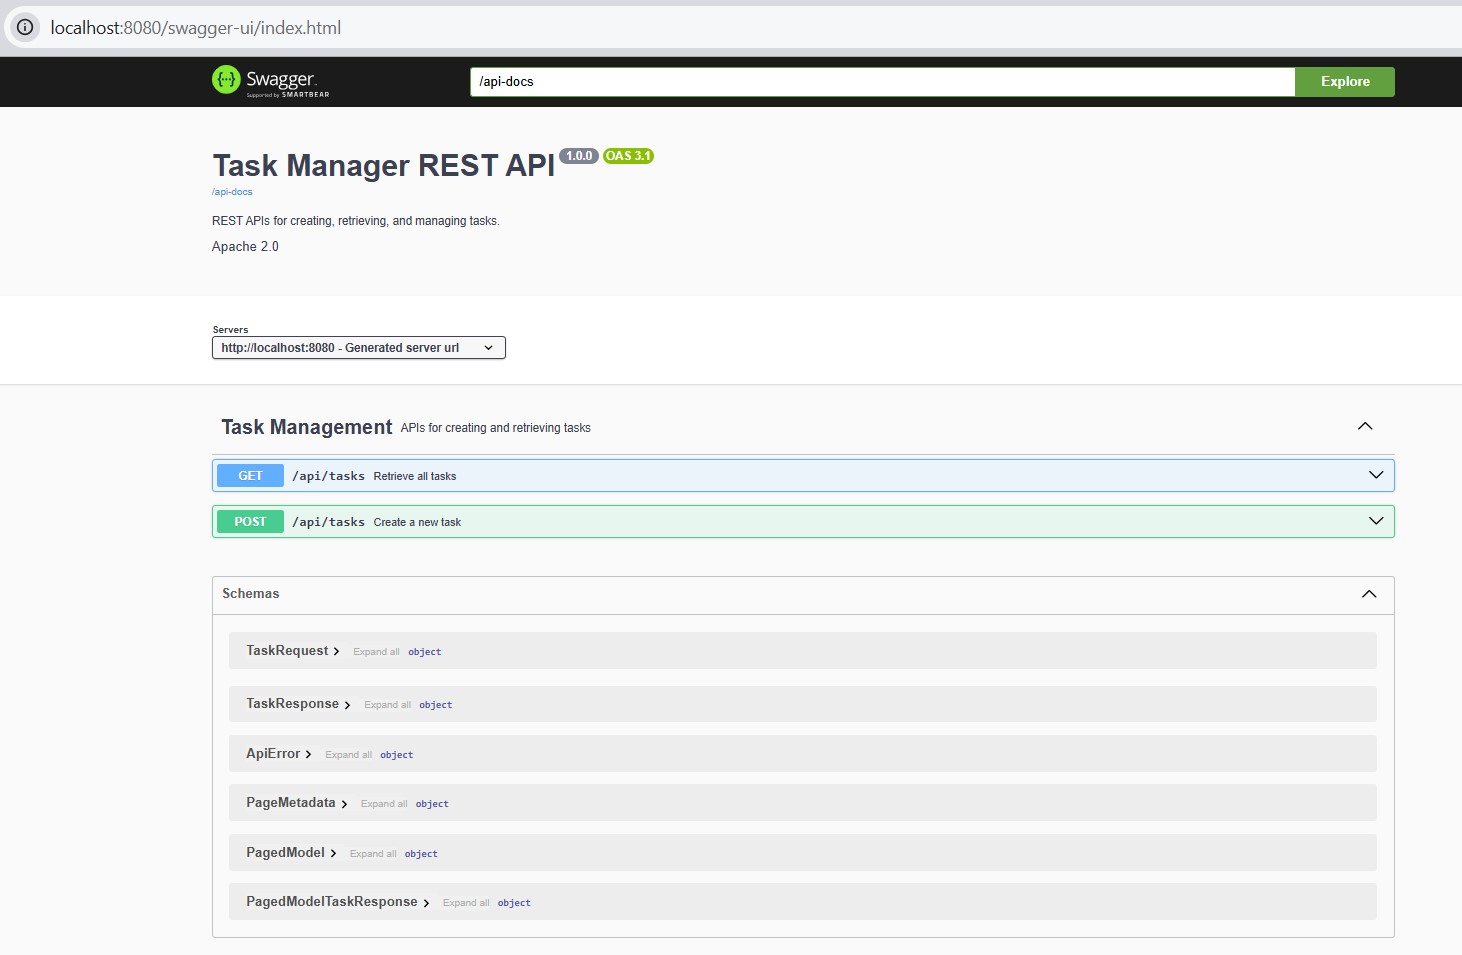 localhost:8080/swagger-ui/index.html
Swagger
Supported by SMARTBEAR
/api-docs
Explore
Task Manager REST API 1.0.0 OAS 3.1
/api-docs
REST APIs for creating, retrieving, and managing tasks.
Apache 2.0
Servers
http://localhost:8080 - Generated server url
Task Management APIs for creating and retrieving tasks
GET /api/tasks Retrieve all tasks
POST /api/tasks Create a new task
Schemas
TaskRequest Expand all object
TaskResponse Expand all object
ApiError Expand all object
PageMetadata Expand all object
PagedModel Expand all object
PagedModelTaskResponse Expand all object